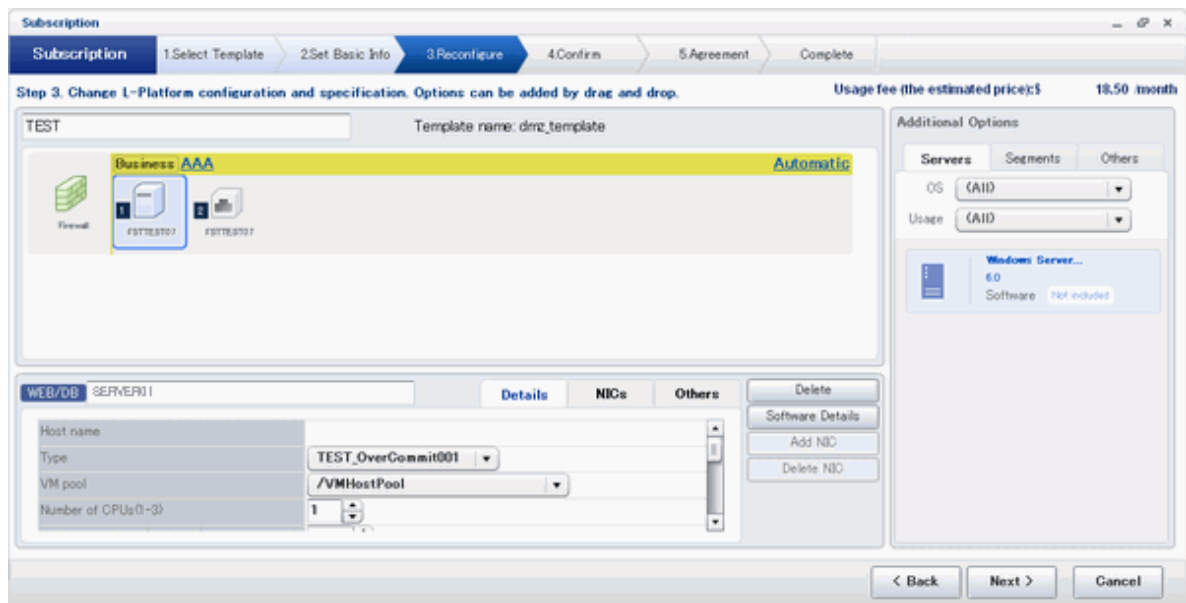 Subscription
Subscription 1.Select Template 2.Set Basic Info 3.Reconfigure 4.Confirm 5.Agreement Complete
Step 3. Change L-Platform configuration and specification. Options can be added by drag and drop. Usage fee (the estimated price):$ 18.50 /month
TEST Template name: dmz_template
Additional Options
Business AAA Automatic
Servers Segments Others
OS (All)
Usage (All)
1 2
Firewall FSTTEST07 FSTTEST07
Windows Server...
6.0
Software Not included
WEB/DB SERVER01 Details NICs Others
Delete
Software Details
Add NIC
Delete NIC
Host name
Type TEST_OverCommit001
VM pool /VMHostPool
Number of CPUs(1-3) 1
< Back Next > Cancel